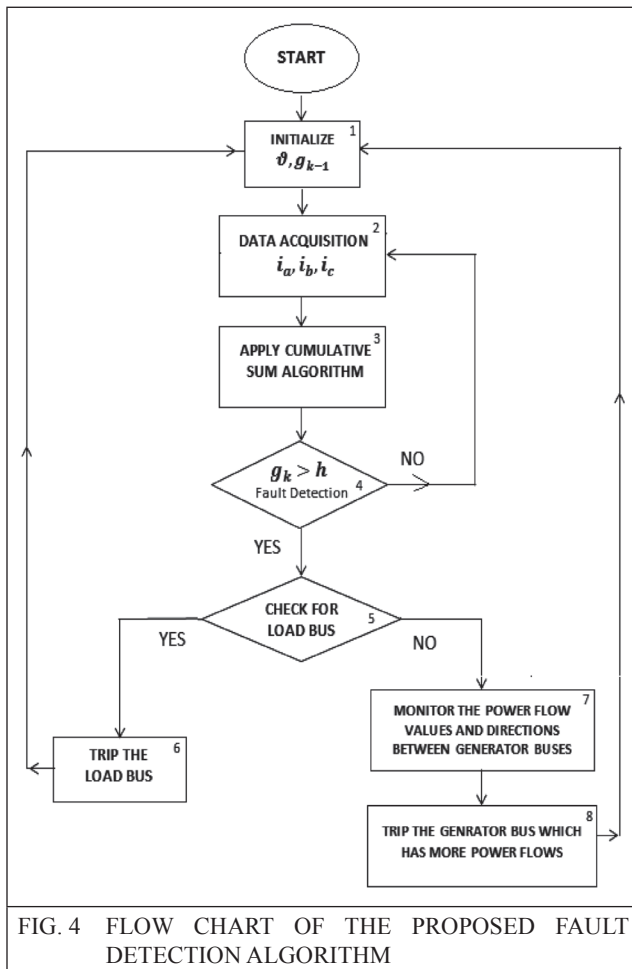 START
1
INITIALIZE
ϑ, gₖ₋₁
2
DATA ACQUISITION
iₐ, i_b, i_c
3
APPLY CUMULATIVE
SUM ALGORITHM
gₖ > h
4
Fault Detection
NO
YES
CHECK FOR
LOAD BUS
5
YES
NO
6
TRIP THE
LOAD BUS
7
MONITOR THE POWER FLOW
VALUES AND DIRECTIONS
BETWEEN GENERATOR BUSES
8
TRIP THE GENRATOR BUS WHICH
HAS MORE POWER FLOWS
FIG. 4 FLOW CHART OF THE PROPOSED FAULT
DETECTION ALGORITHM